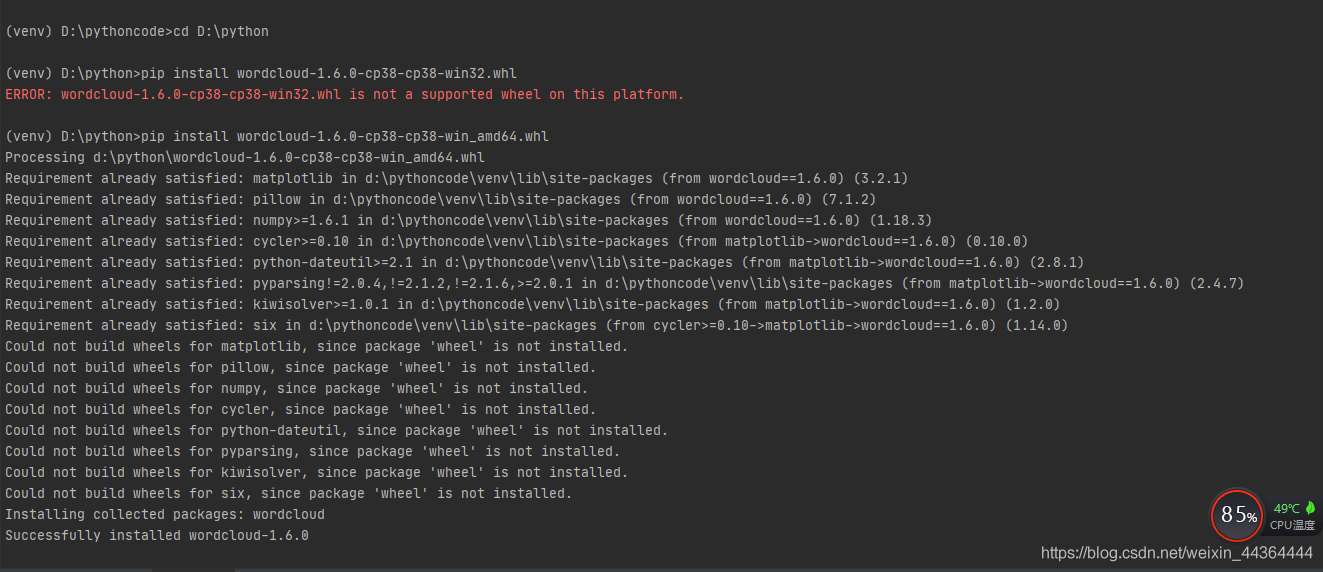 (venv) D:\pythoncode>cd D:\python
(venv) D:\python>pip install wordcloud-1.6.0-cp38-cp38-win32.whl
ERROR: wordcloud-1.6.0-cp38-cp38-win32.whl is not a supported wheel on this platform.
(venv) D:\python>pip install wordcloud-1.6.0-cp38-cp38-win_amd64.whl
Processing d:\python\wordcloud-1.6.0-cp38-cp38-win_amd64.whl
Requirement already satisfied: matplotlib in d:\pythoncode\venv\lib\site-packages (from wordcloud==1.6.0) (3.2.1)
Requirement already satisfied: pillow in d:\pythoncode\venv\lib\site-packages (from wordcloud==1.6.0) (7.1.2)
Requirement already satisfied: numpy>=1.6.1 in d:\pythoncode\venv\lib\site-packages (from wordcloud==1.6.0) (1.18.3)
Requirement already satisfied: cycler>=0.10 in d:\pythoncode\venv\lib\site-packages (from matplotlib->wordcloud==1.6.0) (0.10.0)
Requirement already satisfied: python-dateutil>=2.1 in d:\pythoncode\venv\lib\site-packages (from matplotlib->wordcloud==1.6.0) (2.8.1)
Requirement already satisfied: pyparsing!=2.0.4,!=2.1.2,!=2.1.6,>=2.0.1 in d:\pythoncode\venv\lib\site-packages (from matplotlib->wordcloud==1.6.0) (2.4.7)
Requirement already satisfied: kiwisolver>=1.0.1 in d:\pythoncode\venv\lib\site-packages (from matplotlib->wordcloud==1.6.0) (1.2.0)
Requirement already satisfied: six in d:\pythoncode\venv\lib\site-packages (from cycler>=0.10->matplotlib->wordcloud==1.6.0) (1.14.0)
Could not build wheels for matplotlib, since package 'wheel' is not installed.
Could not build wheels for pillow, since package 'wheel' is not installed.
Could not build wheels for numpy, since package 'wheel' is not installed.
Could not build wheels for cycler, since package 'wheel' is not installed.
Could not build wheels for python-dateutil, since package 'wheel' is not installed.
Could not build wheels for pyparsing, since package 'wheel' is not installed.
Could not build wheels for kiwisolver, since package 'wheel' is not installed.
Could not build wheels for six, since package 'wheel' is not installed.
Installing collected packages: wordcloud
Successfully installed wordcloud-1.6.0
85%
49℃
CPU温度
https://blog.csdn.net/weixin_44364444